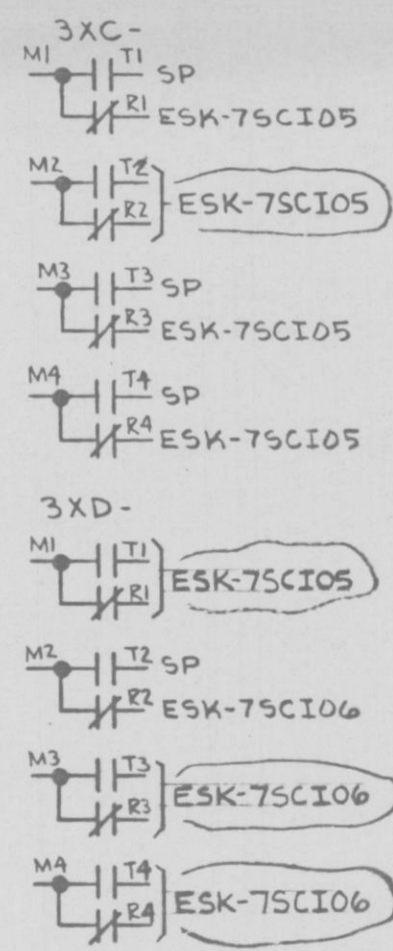 3XC-
M1 T1 SP
R1 ESK-7SCI05
M2 T2
R2 ESK-7SCI05
M3 T3 SP
R3 ESK-7SCI05
M4 T4 SP
R4 ESK-7SCI05
3XD-
M1 T1
R1 ESK-7SCI05
M2 T2 SP
R2 ESK-7SCI06
M3 T3
R3 ESK-7SCI06
M4 T4
R4 ESK-7SCI06